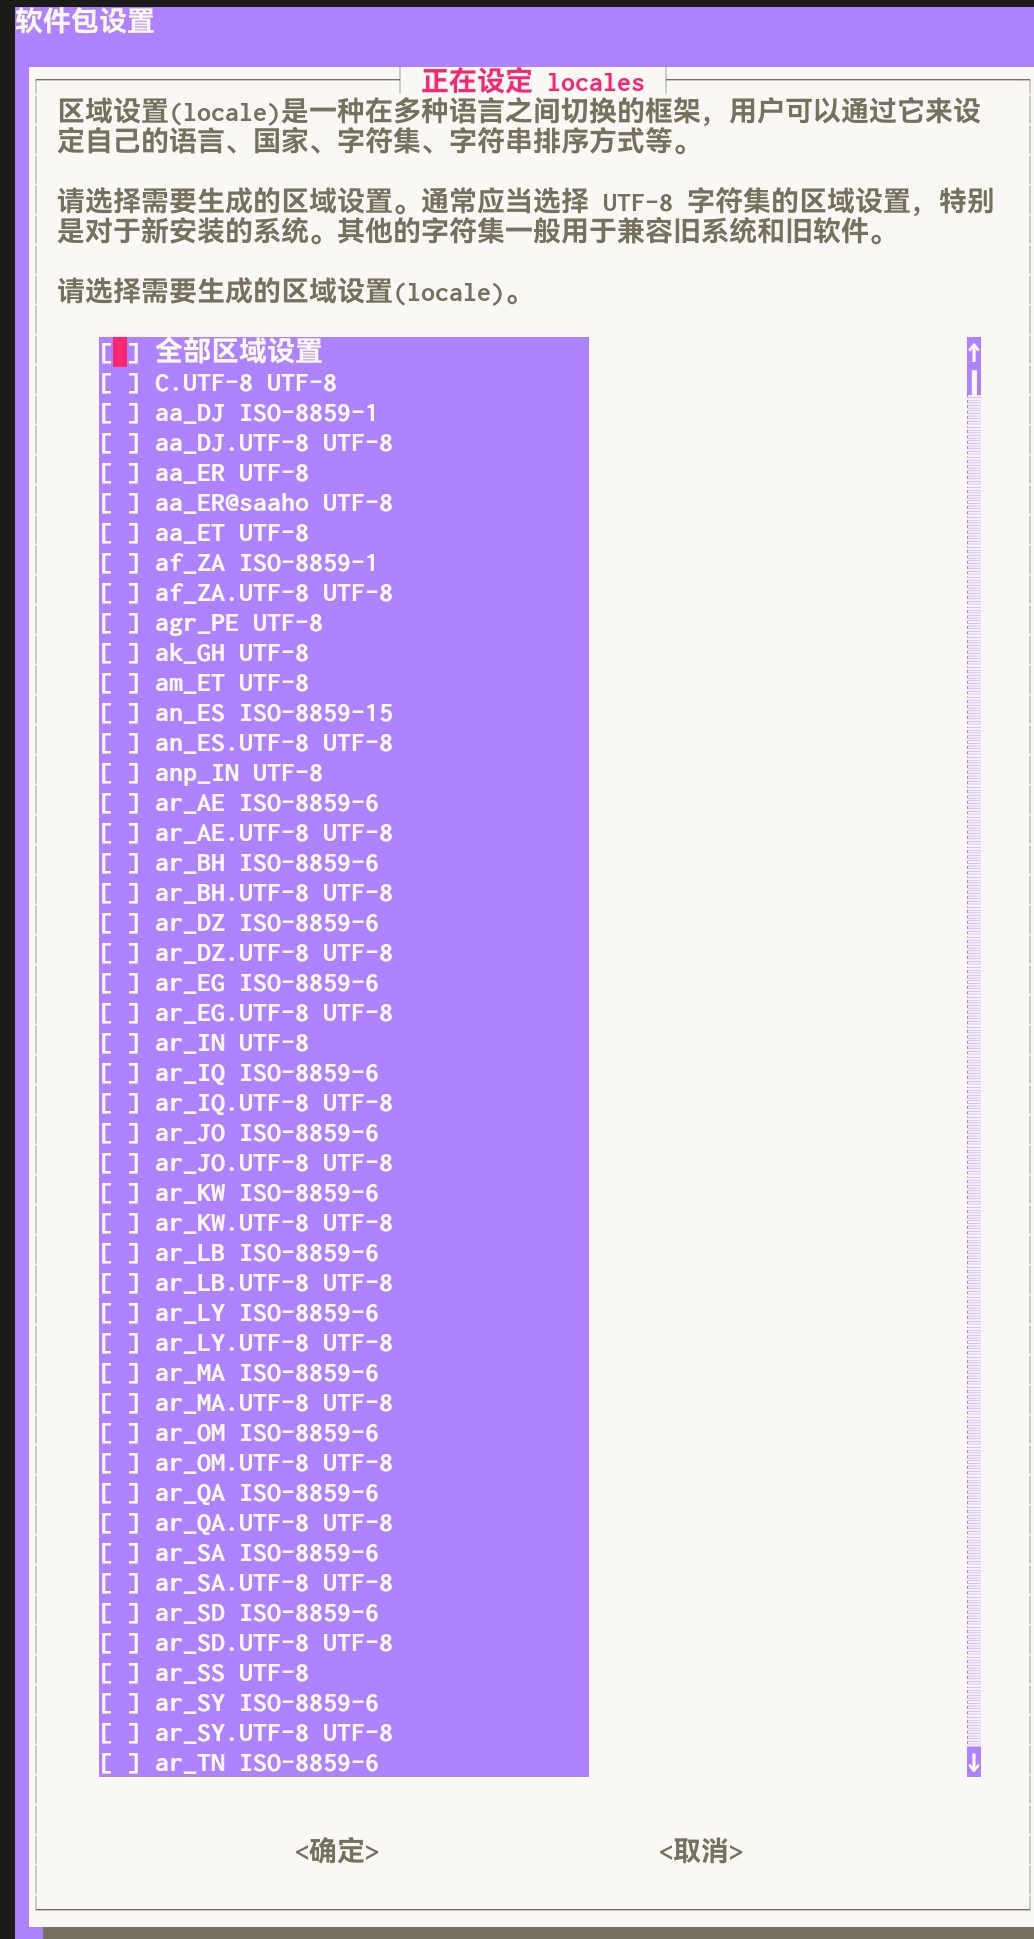 软件包设置
正在设定 locales
区域设置(locale)是一种在多种语言之间切换的框架，用户可以通过它来设
定自己的语言、国家、字符集、字符串排序方式等。
请选择需要生成的区域设置。通常应当选择 UTF-8 字符集的区域设置，特别
是对于新安装的系统。其他的字符集一般用于兼容旧系统和旧软件。
请选择需要生成的区域设置(locale)。
[ ] 全部区域设置 ↑
[ ] C.UTF-8 UTF-8
[ ] aa_DJ ISO-8859-1
[ ] aa_DJ.UTF-8 UTF-8
[ ] aa_ER UTF-8
[ ] aa_ER@saaho UTF-8
[ ] aa_ET UTF-8
[ ] af_ZA ISO-8859-1
[ ] af_ZA.UTF-8 UTF-8
[ ] agr_PE UTF-8
[ ] ak_GH UTF-8
[ ] am_ET UTF-8
[ ] an_ES ISO-8859-15
[ ] an_ES.UTF-8 UTF-8
[ ] anp_IN UTF-8
[ ] ar_AE ISO-8859-6
[ ] ar_AE.UTF-8 UTF-8
[ ] ar_BH ISO-8859-6
[ ] ar_BH.UTF-8 UTF-8
[ ] ar_DZ ISO-8859-6
[ ] ar_DZ.UTF-8 UTF-8
[ ] ar_EG ISO-8859-6
[ ] ar_EG.UTF-8 UTF-8
[ ] ar_IN UTF-8
[ ] ar_IQ ISO-8859-6
[ ] ar_IQ.UTF-8 UTF-8
[ ] ar_JO ISO-8859-6
[ ] ar_JO.UTF-8 UTF-8
[ ] ar_KW ISO-8859-6
[ ] ar_KW.UTF-8 UTF-8
[ ] ar_LB ISO-8859-6
[ ] ar_LB.UTF-8 UTF-8
[ ] ar_LY ISO-8859-6
[ ] ar_LY.UTF-8 UTF-8
[ ] ar_MA ISO-8859-6
[ ] ar_MA.UTF-8 UTF-8
[ ] ar_OM ISO-8859-6
[ ] ar_OM.UTF-8 UTF-8
[ ] ar_QA ISO-8859-6
[ ] ar_QA.UTF-8 UTF-8
[ ] ar_SA ISO-8859-6
[ ] ar_SA.UTF-8 UTF-8
[ ] ar_SD ISO-8859-6
[ ] ar_SD.UTF-8 UTF-8
[ ] ar_SS UTF-8
[ ] ar_SY ISO-8859-6
[ ] ar_SY.UTF-8 UTF-8
[ ] ar_TN ISO-8859-6 ↓
<确定> <取消>